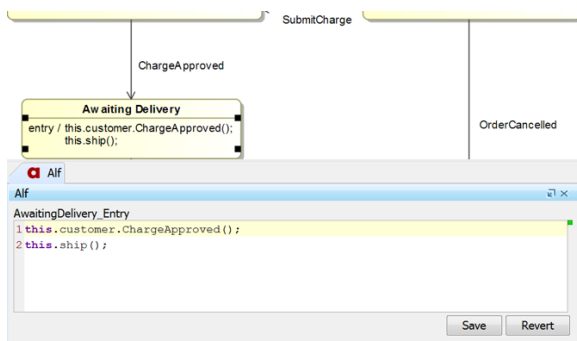 SubmitCharge
ChargeApproved
Awaiting Delivery
entry / this.customer.ChargeApproved();
this.ship();
OrderCancelled
a Alf
Alf
AwaitingDelivery_Entry
1 this.customer.ChargeApproved();
2 this.ship();
Save Revert